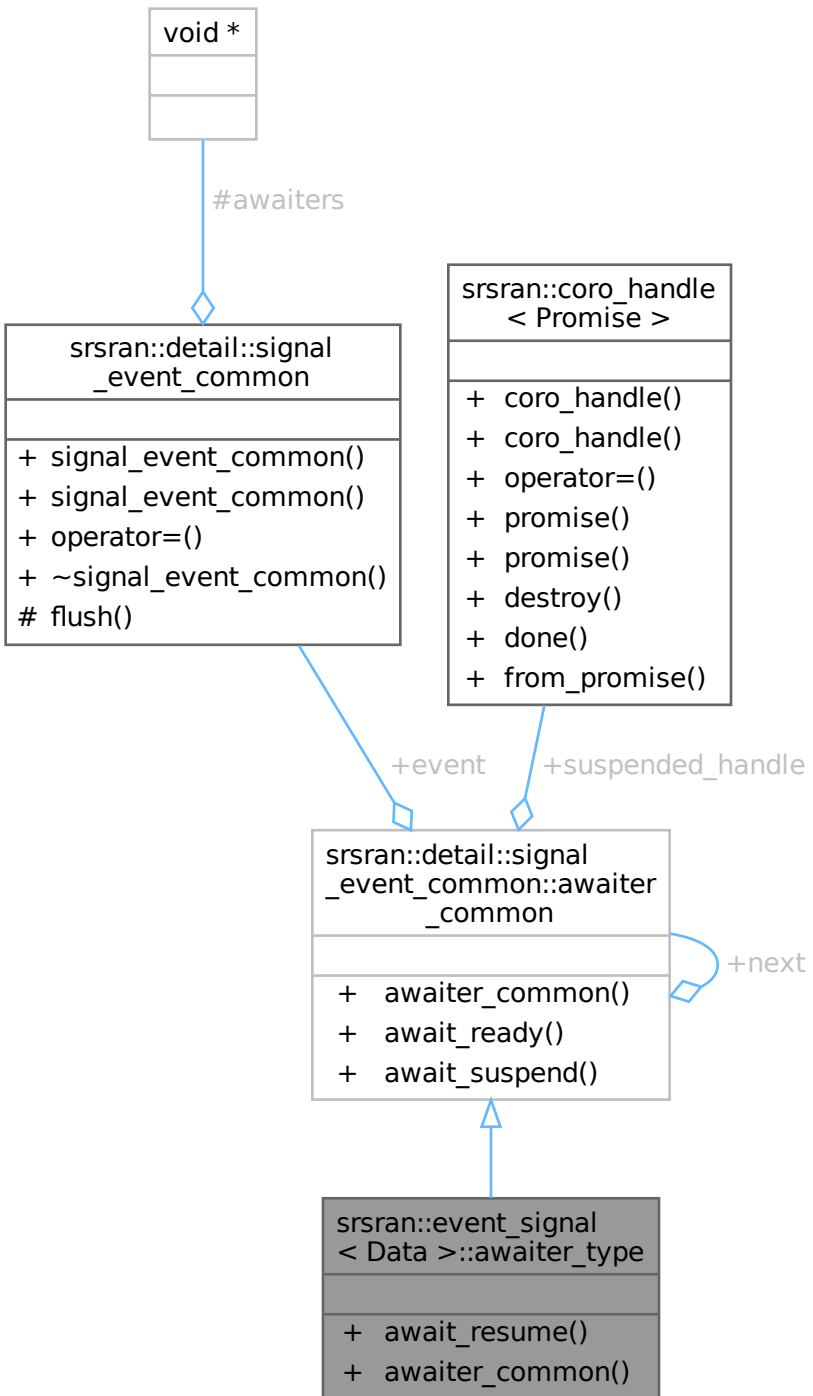 void *
#awaiters
srsran::detail::signal
_event_common
+ signal_event_common()
+ signal_event_common()
+ operator=()
+ ~signal_event_common()
# flush()
srsran::coro_handle
< Promise >
+ coro_handle()
+ coro_handle()
+ operator=()
+ promise()
+ promise()
+ destroy()
+ done()
+ from_promise()
+event
+suspended_handle
srsran::detail::signal
_event_common::awaiter
_common
+ awaiter_common()
+ await_ready()
+ await_suspend()
+next
srsran::event_signal
< Data >::awaiter_type
+ await_resume()
+ awaiter_common()